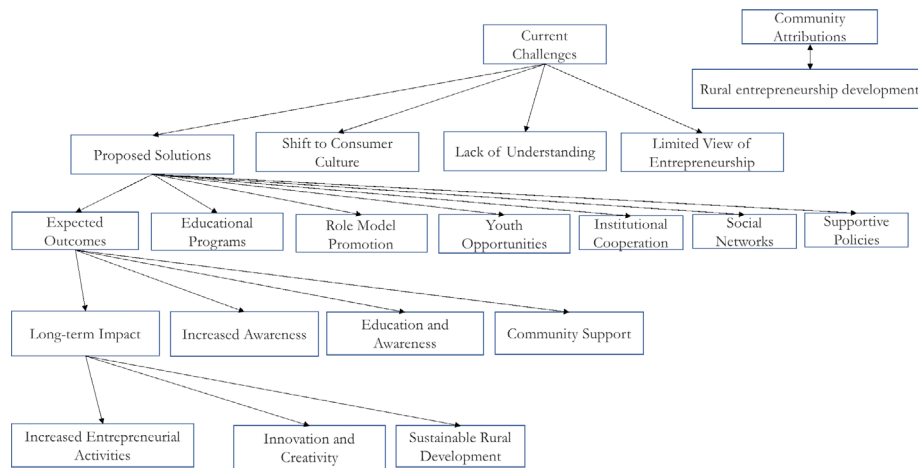 Current
Challenges
Community
Attributions
Rural entrepreneurship development
Proposed Solutions
Shift to Consumer
Culture
Lack of Understanding
Limited View of
Entrepreneurship
Expected
Outcomes
Educational
Programs
Role Model
Promotion
Youth
Opportunities
Institutional
Cooperation
Social
Networks
Supportive
Policies
Long-term Impact
Increased Awareness
Education and
Awareness
Community Support
Increased Entrepreneurial
Activities
Innovation and
Creativity
Sustainable Rural
Development